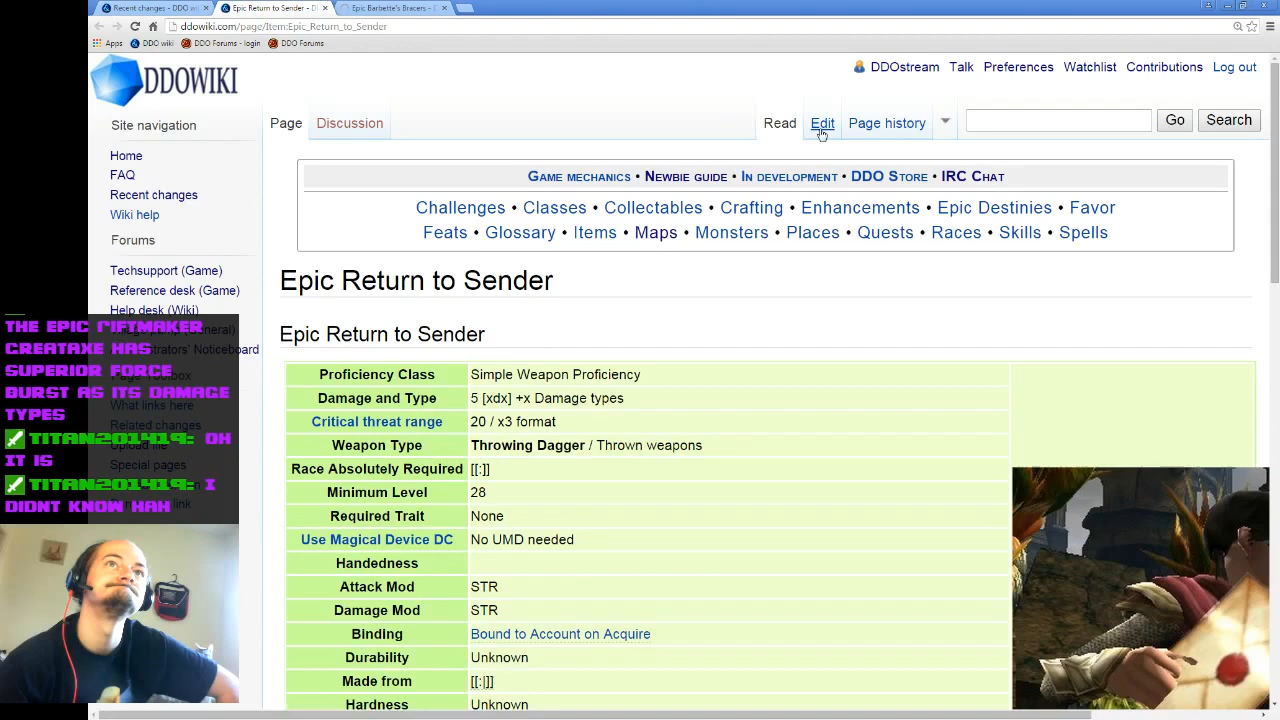 Recent changes - DDO wi
Epic Return to Sender - D
Epic Barbette's Bracers - D
ddowiki.com/page/Item:Epic_Return_to_Sender
Apps DDO wiki DDO Forums - login DDO Forums
DDOWIKI
DDOstream Talk Preferences Watchlist Contributions Log out
Page Discussion Read Edit Page history Go Search
Site navigation
Home
FAQ
Recent changes
Wiki help
Forums
Techsupport (Game)
Reference desk (Game)
Help desk (Wiki)
Game mechanics • Newbie guide • In development • DDO Store • IRC Chat
Challenges • Classes • Collectables • Crafting • Enhancements • Epic Destinies • Favor
Feats • Glossary • Items • Maps • Monsters • Places • Quests • Races • Skills • Spells
Epic Return to Sender
Epic Return to Sender
Proficiency Class Simple Weapon Proficiency
Damage and Type 5 [xdx] +x Damage types
Critical threat range 20 / x3 format
Weapon Type Throwing Dagger / Thrown weapons
Race Absolutely Required [[:]]
Minimum Level 28
Required Trait None
Use Magical Device DC No UMD needed
Handedness
Attack Mod STR
Damage Mod STR
Binding Bound to Account on Acquire
Durability Unknown
Made from [[:|]]
Hardness Unknown
THE EPIC RIFTMAKER
GREATAXE HAS
SUPERIOR FORCE
BURST AS ITS DAMAGE
TYPES
TITAN201419: OH
IT IS
TITAN201419: I
DIDNT KNOW HAH
What links here
Related changes
Upload file
Special pages